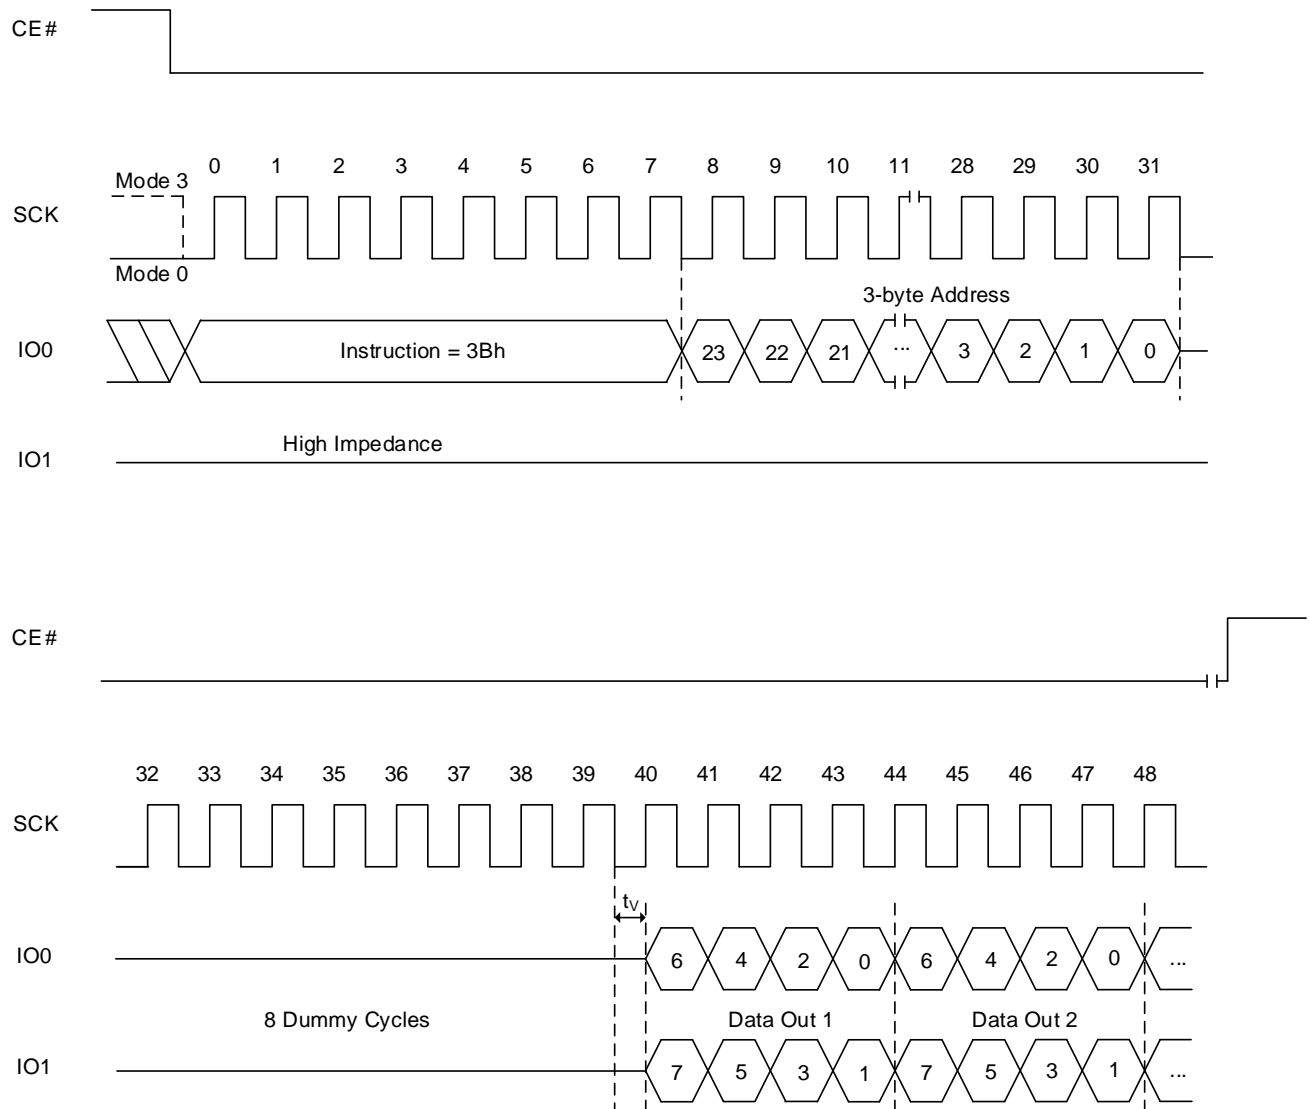 CE#
0 1 2 3 4 5 6 7 8 9 10 11 28 29 30 31
Mode 3
SCK
Mode 0
3-byte Address
IO0 Instruction = 3Bh 23 22 21 ... 3 2 1 0
High Impedance
IO1
CE#
32 33 34 35 36 37 38 39 40 41 42 43 44 45 46 47 48
SCK
tV
IO0 6 4 2 0 6 4 2 0 ...
8 Dummy Cycles Data Out 1 Data Out 2
IO1 7 5 3 1 7 5 3 1 ...